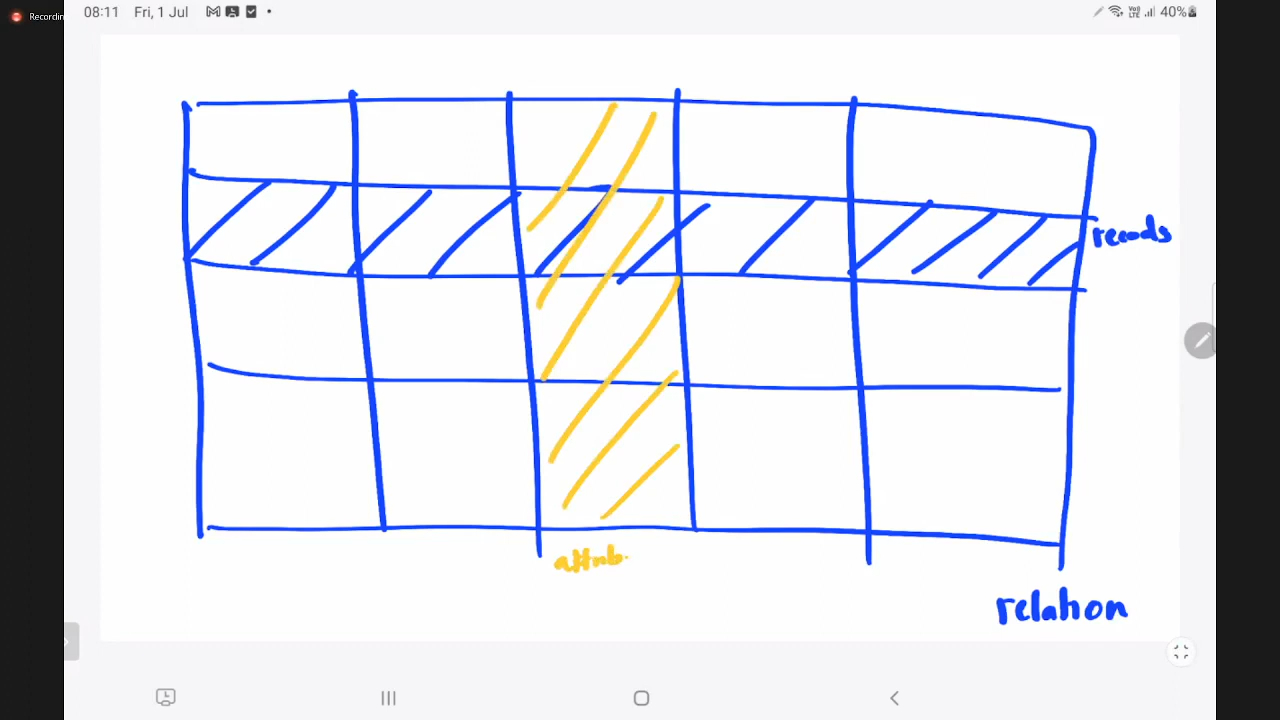 Recordin
08:11 Fri, 1 Jul
40%
records
attrib.
relation